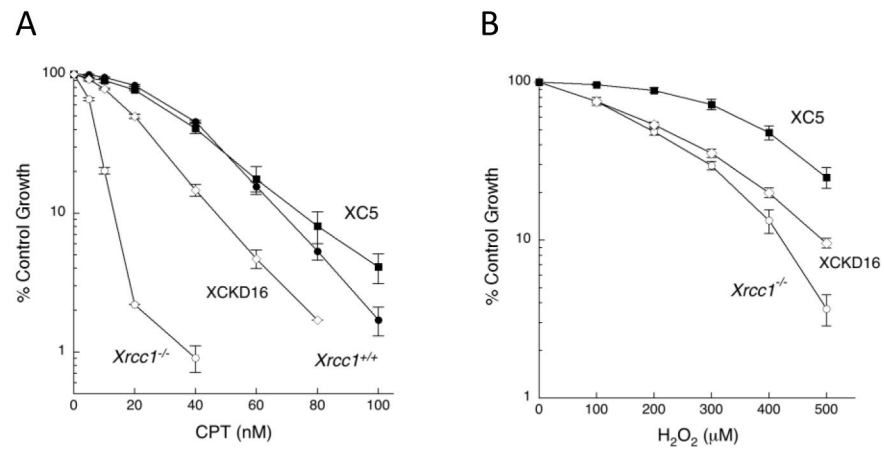 A
B
% Control Growth
100
10
1
0
20
40
60
80
100
CPT (nM)
XC5
XCKD16
Xrcc1-/-
Xrcc1+/+
% Control Growth
100
10
1
0
100
200
300
400
500
H₂O₂ (μM)
XC5
XCKD16
Xrcc1-/-